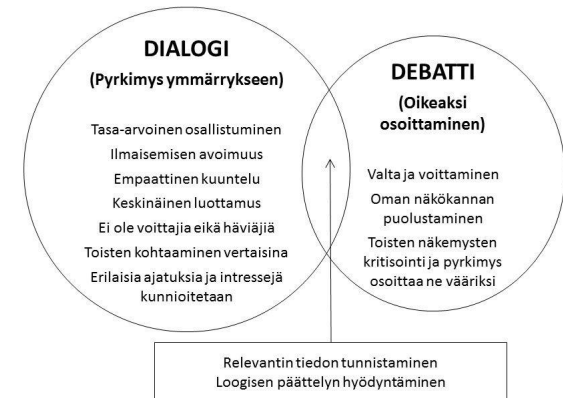 DIALOGI
(Pyrkimys ymmärrykseen)
Tasa-arvoinen osallistuminen
Ilmaisemisen avoimuus
Empaattinen kuuntelu
Keskinäinen luottamus
Ei ole voittajia eikä häviäjiä
Toisten kohtaaminen vertaisina
Erilaisia ajatuksia ja intressejä
kunnioitetaan
DEBATTI
(Oikeaksi
osoittaminen)
Valta ja voittaminen
Oman näkökannan
puolustaminen
Toisten näkemysten
kritisointi ja pyrkimys
osoittaa ne vääriksi
Relevantin tiedon tunnistaminen
Loogisen päättelyn hyödyntäminen